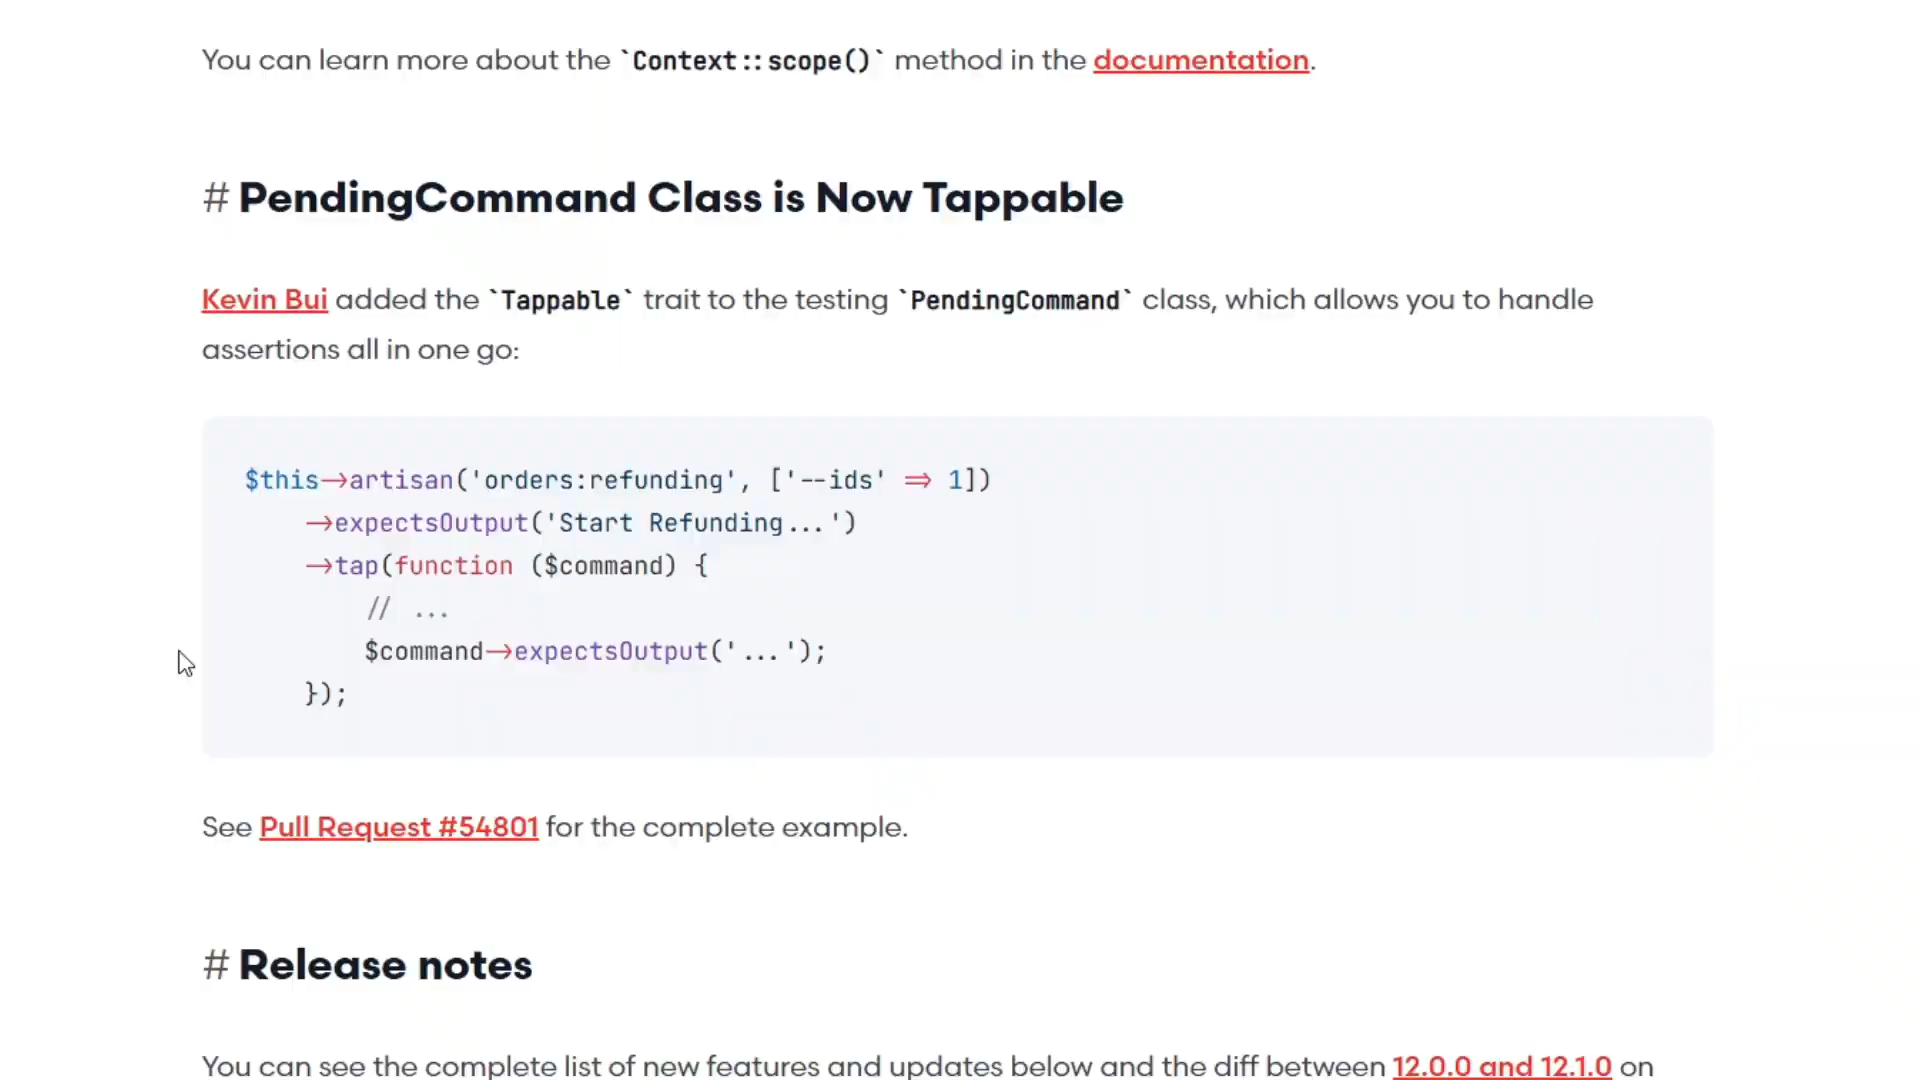 You can learn more about the `Context::scope()` method in the documentation.
# PendingCommand Class is Now Tappable
Kevin Bui added the `Tappable` trait to the testing `PendingCommand` class, which allows you to handle
assertions all in one go:
$this->artisan('orders:refunding', ['--ids' => 1])
    ->expectsOutput('Start Refunding...')
    ->tap(function ($command) {
        // ...
        $command->expectsOutput('...');
    });
See Pull Request #54801 for the complete example.
# Release notes
You can see the complete list of new features and updates below and the diff between 12.0.0 and 12.1.0 on